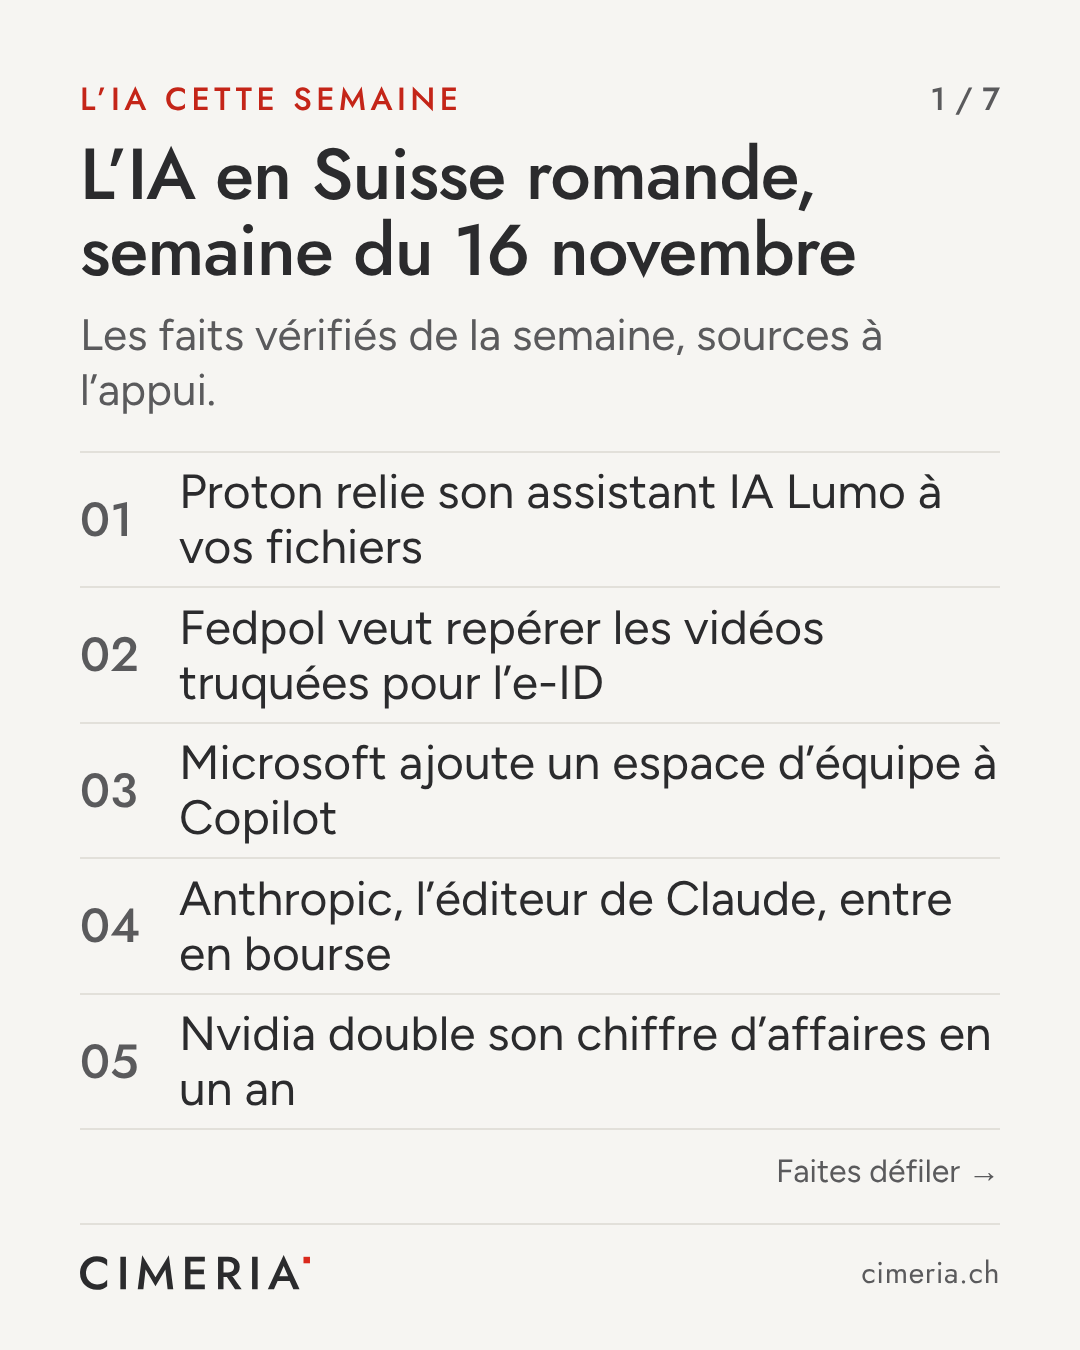 L’IA CETTE SEMAINE
1 / 7
L’IA en Suisse romande,
semaine du 16 novembre
Les faits vérifiés de la semaine, sources à
l’appui.
01
Proton relie son assistant IA Lumo à
vos fichiers
02
Fedpol veut repérer les vidéos
truquées pour l’e-ID
03
Microsoft ajoute un espace d’équipe à
Copilot
04
Anthropic, l’éditeur de Claude, entre
en bourse
05
Nvidia double son chiffre d’affaires en
un an
Faites défiler →
CIMERIA
cimeria.ch